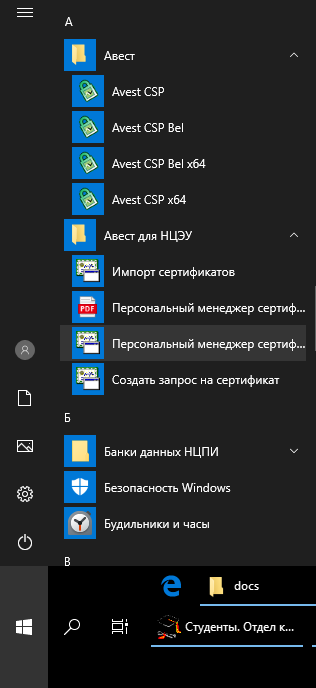 А
Авест
Avest CSP
Avest CSP Bel
Avest CSP Bel x64
Avest CSP x64
Авест для НЦЭУ
Импорт сертификатов
PDF
Персональный менеджер сертиф...
Персональный менеджер сертиф...
Создать запрос на сертификат
Б
Банки данных НЦПИ
Безопасность Windows
Будильники и часы
В
docs
Студенты. Отдел к...